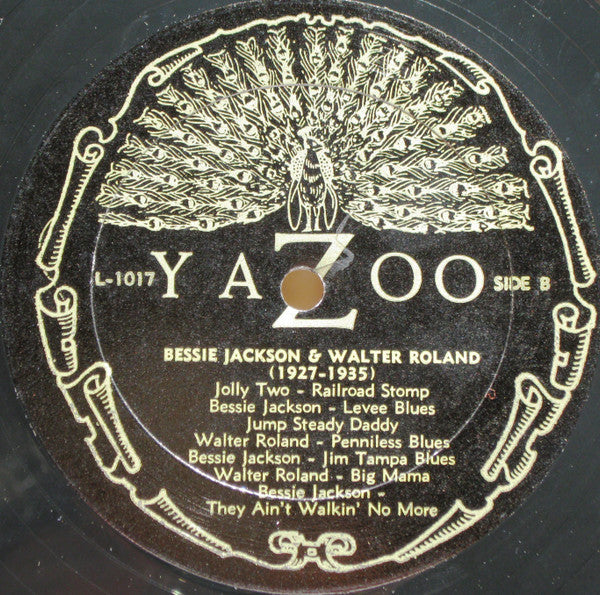 L-1017 YAZOO SIDE B
BESSIE JACKSON & WALTER ROLAND
(1927-1935)
Jolly Two - Railroad Stomp
Bessie Jackson - Levee Blues
Jump Steady Daddy
Walter Roland - Penniless Blues
Bessie Jackson - Jim Tampa Blues
Walter Roland - Big Mama
Bessie Jackson -
They Ain't Walkin' No More